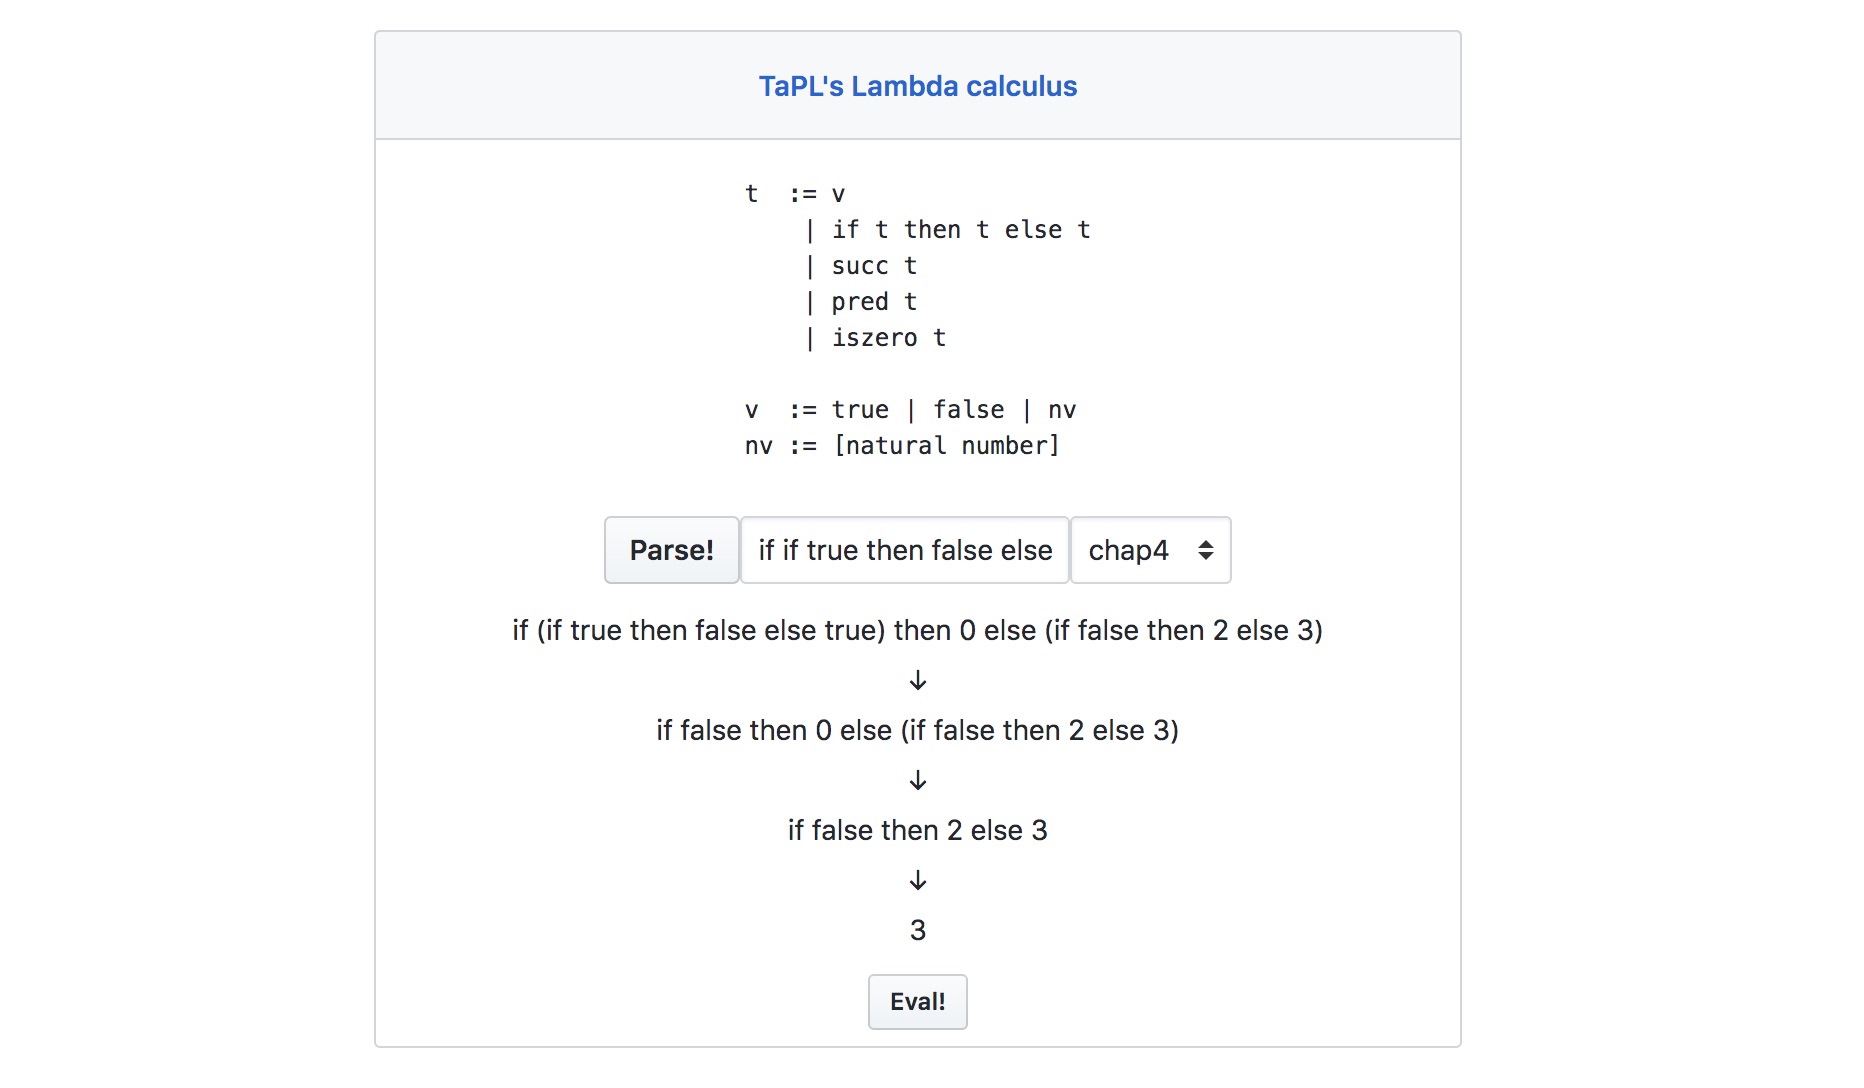 TaPL's Lambda calculus
t  := v
    | if t then t else t
    | succ t
    | pred t
    | iszero t
v  := true | false | nv
nv := [natural number]
Parse! if if true then false else chap4
if (if true then false else true) then 0 else (if false then 2 else 3)
↓
if false then 0 else (if false then 2 else 3)
↓
if false then 2 else 3
↓
3
Eval!